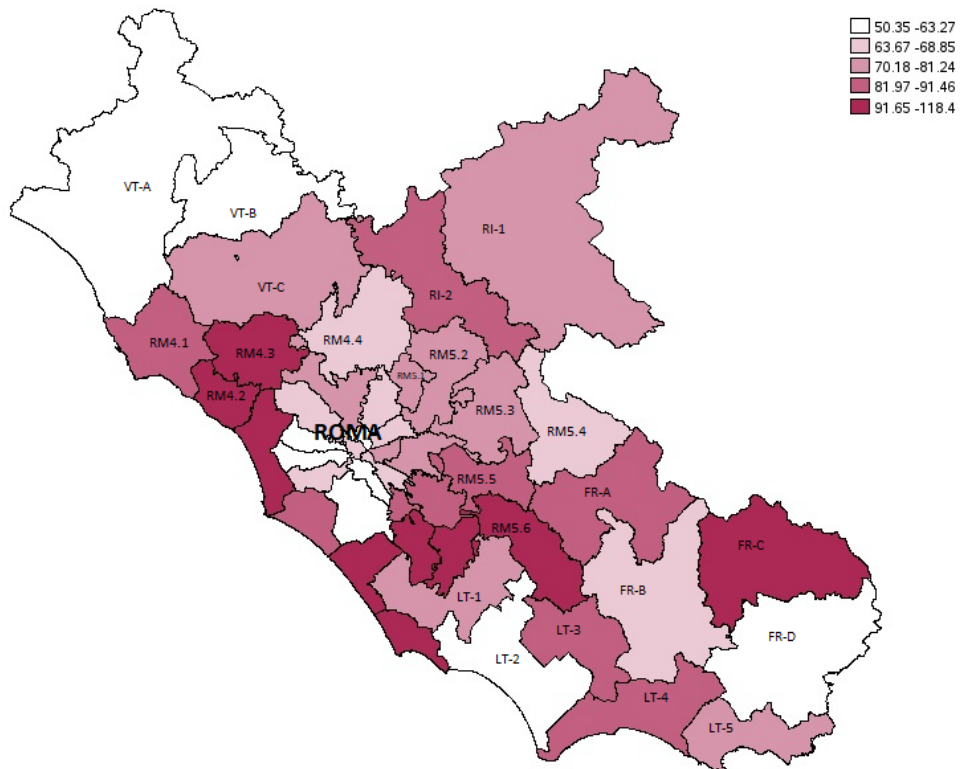 50.35 -63.27
63.67 -68.85
70.18 -81.24
81.97 -91.46
91.65 -118.4
VT-A
VT-B
RI-1
VT-C
RI-2
RM4.1
RM4.3
RM4.4
RM5.2
RM4.2
RM5.3
ROMA
RM5.4
RM5.5
FR-A
RM5.6
FR-C
LT-1
FR-B
LT-3
FR-D
LT-2
LT-4
LT-5